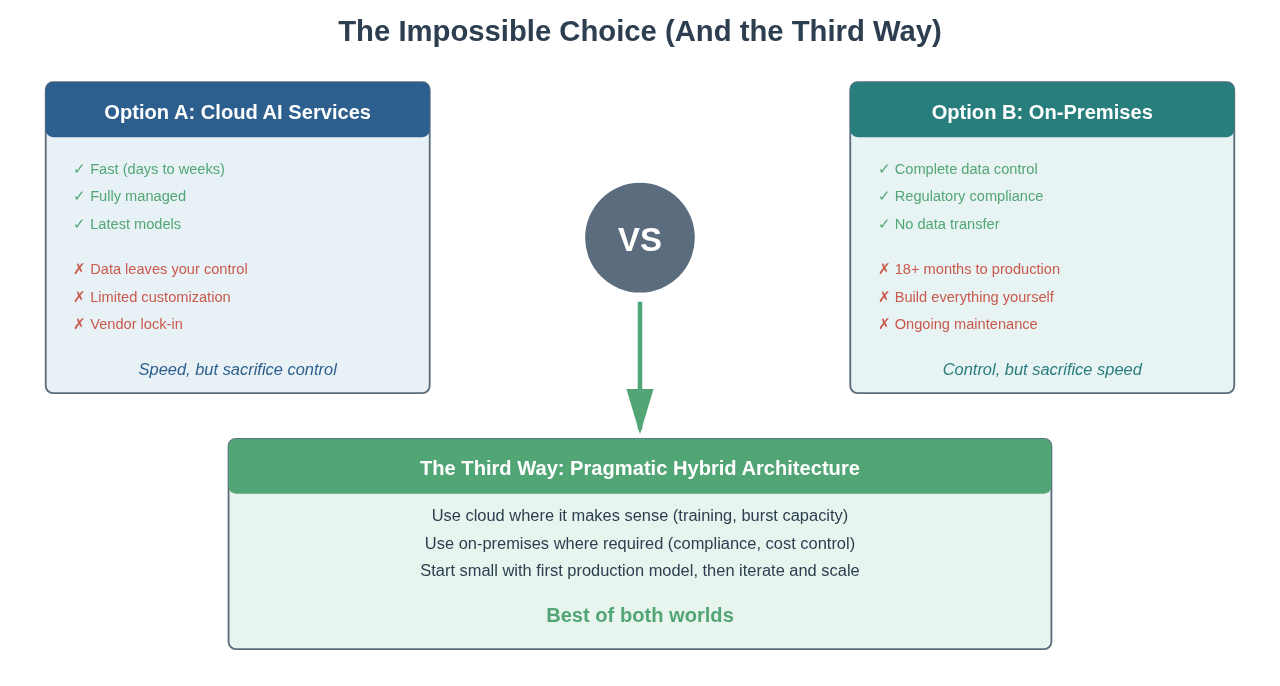 The Impossible Choice (And the Third Way)
Option A: Cloud AI Services
✓ Fast (days to weeks)
✓ Fully managed
✓ Latest models
✗ Data leaves your control
✗ Limited customization
✗ Vendor lock-in
Speed, but sacrifice control
VS
Option B: On-Premises
✓ Complete data control
✓ Regulatory compliance
✓ No data transfer
✗ 18+ months to production
✗ Build everything yourself
✗ Ongoing maintenance
Control, but sacrifice speed
The Third Way: Pragmatic Hybrid Architecture
Use cloud where it makes sense (training, burst capacity)
Use on-premises where required (compliance, cost control)
Start small with first production model, then iterate and scale
Best of both worlds